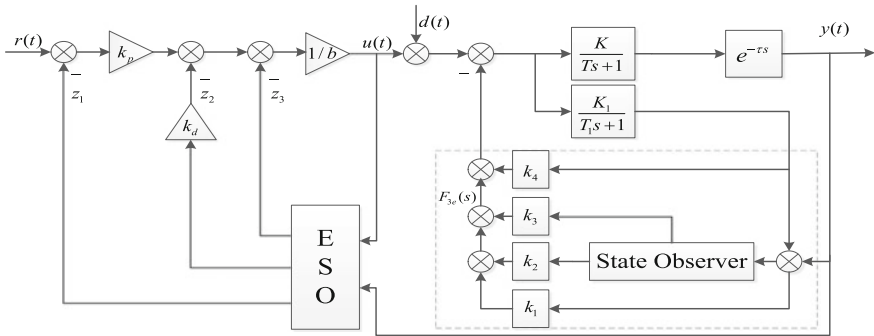 r(t)
k_p
1/b
u(t)
d(t)
K
Ts+1
e^{-τs}
y(t)
−
z_1
−
z_2
−
z_3
−
K_1
T_1s+1
k_d
k_4
F_{3e}(s)
k_3
E
S
O
k_2
State Observer
k_1